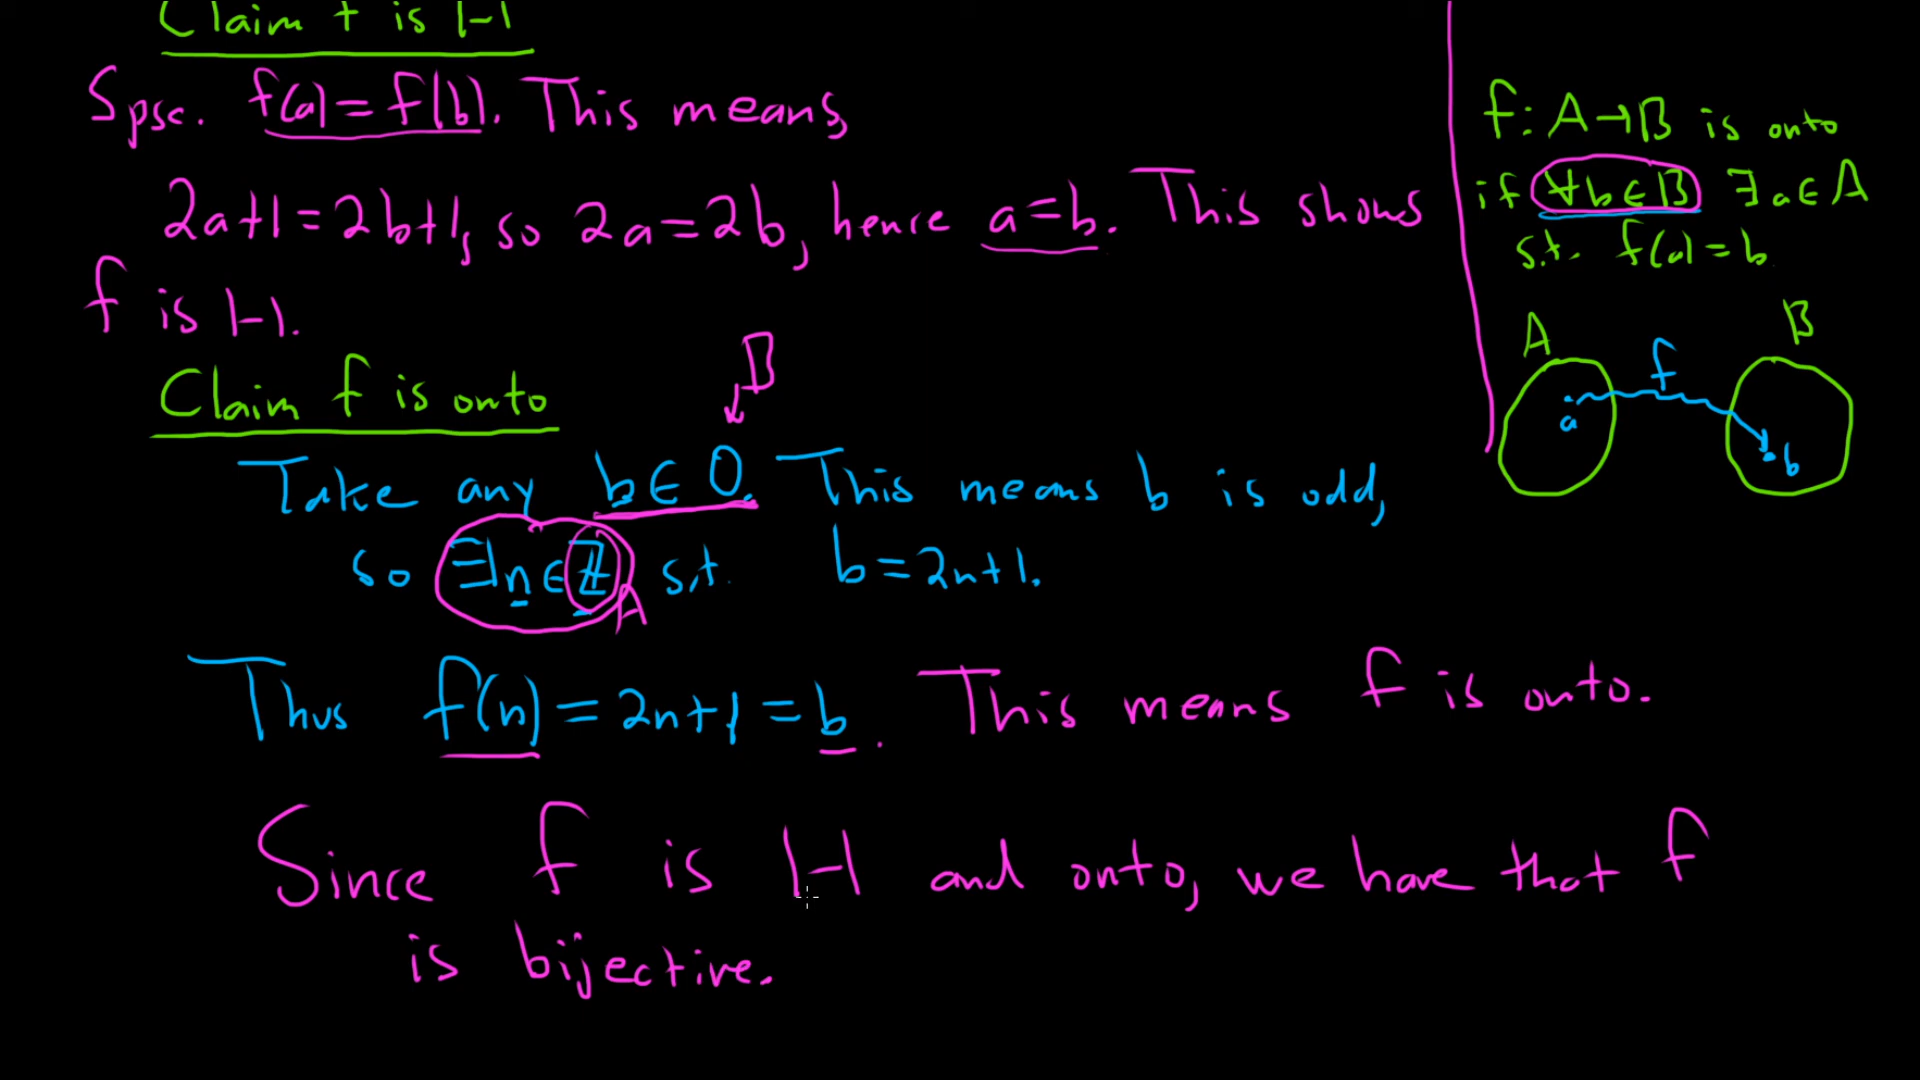 Claim f is 1-1
Spse. f(a)=f(b). This means
2a+1=2b+1, so 2a=2b, hence a=b. This shows
f is 1-1.
Claim f is onto
B
Take any b∈O. This means b is odd,
so ∃n∈ℤ s.t. b=2n+1.
A
Thus f(n)=2n+1=b. This means f is onto.
Since f is 1-1 and onto, we have that f
is bijective.
f:A→B is onto
if ∀b∈B ∃a∈A
s.t. f(a)=b
A f B
a b